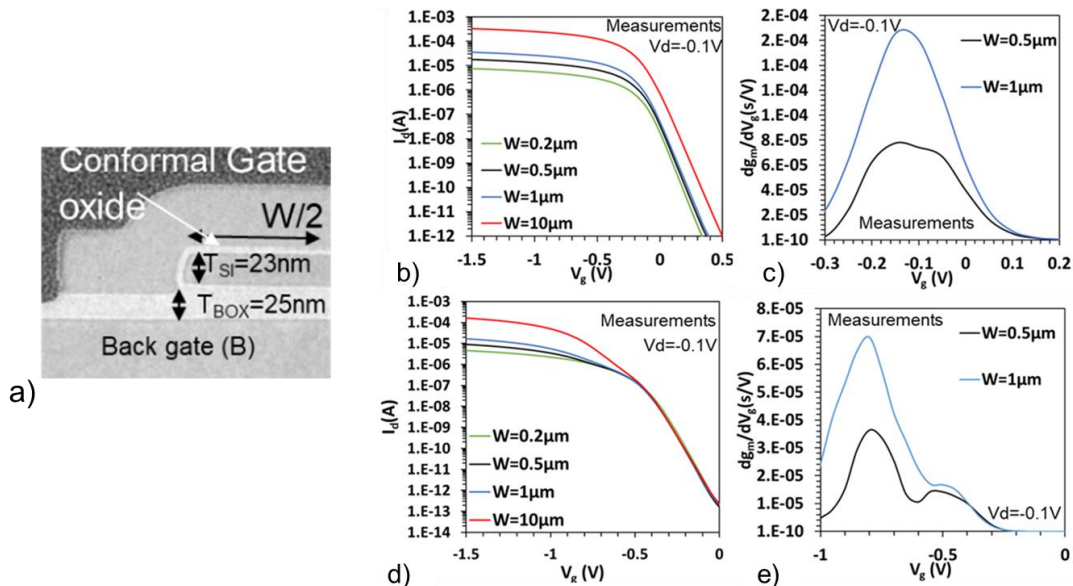 a)
Conformal Gate
oxide
W/2
T_SI=23nm
T_BOX=25nm
Back gate (B)
b)
I_d(A)
1.E-03
1.E-04
1.E-05
1.E-06
1.E-07
1.E-08
1.E-09
1.E-10
1.E-11
1.E-12
Measurements
Vd=-0.1V
W=0.2µm
W=0.5µm
W=1µm
W=10µm
-1.5 -1 -0.5 0 0.5
V_g (V)
c)
dg_m/dV_g(s/V)
2.E-04
2.E-04
1.E-04
1.E-04
1.E-04
8.E-05
6.E-05
4.E-05
2.E-05
1.E-10
Vd=-0.1V
W=0.5µm
W=1µm
Measurements
-0.3 -0.2 -0.1 0 0.1 0.2
V_g (V)
d)
I_d(A)
1.E-03
1.E-04
1.E-05
1.E-06
1.E-07
1.E-08
1.E-09
1.E-10
1.E-11
1.E-12
1.E-13
1.E-14
Measurements
Vd=-0.1V
W=0.2µm
W=0.5µm
W=1µm
W=10µm
-1.5 -1 -0.5 0
V_g (V)
e)
dg_m/dV_g(s/V)
8.E-05
7.E-05
6.E-05
5.E-05
4.E-05
3.E-05
2.E-05
1.E-05
1.E-10
Measurements
W=0.5µm
W=1µm
Vd=-0.1V
-1 -0.5 0
V_g (V)